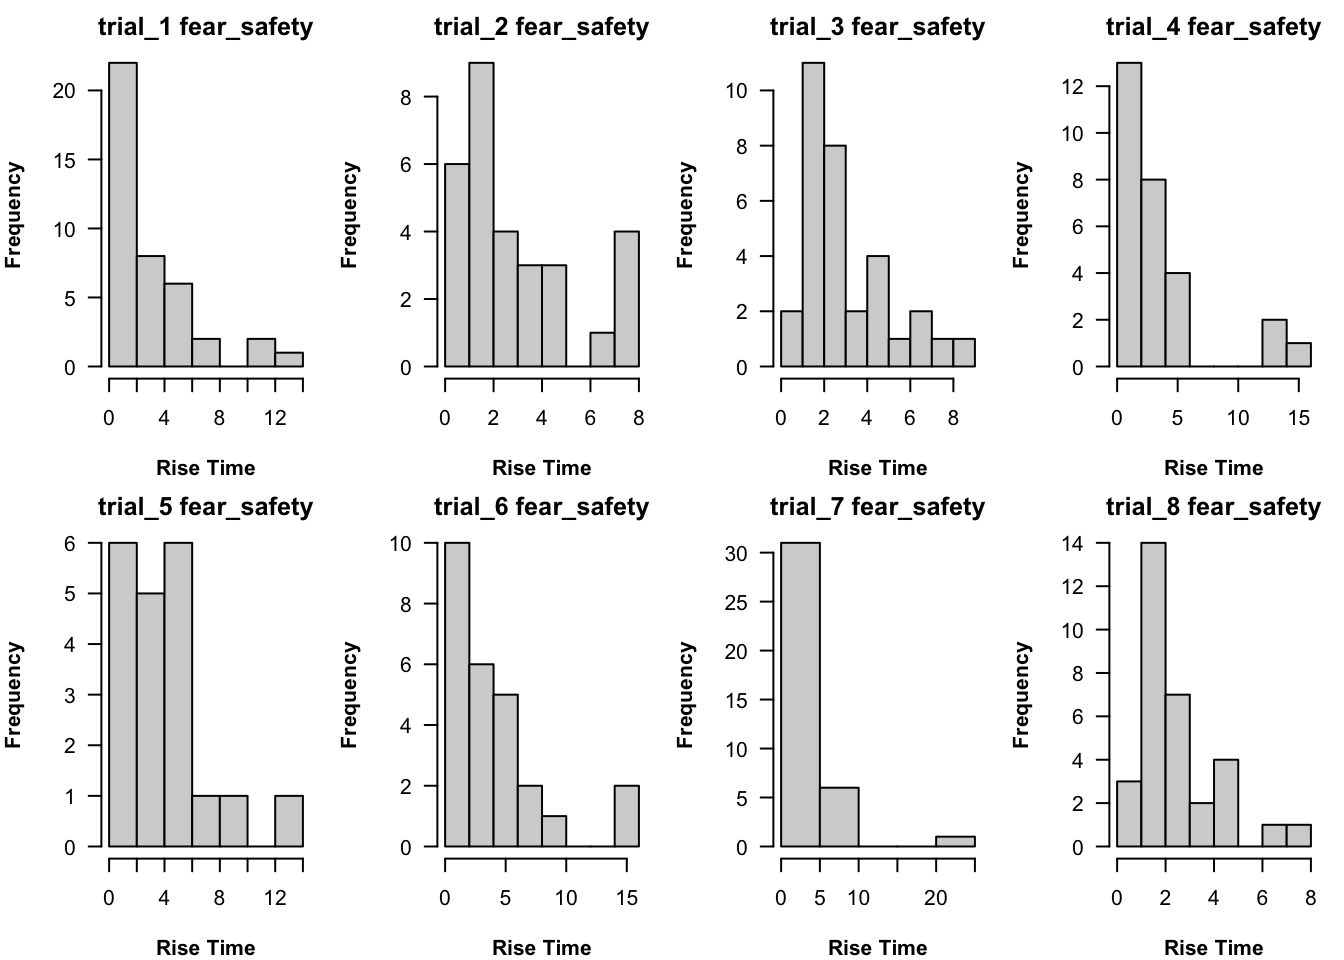 trial_1 fear_safety
Frequency
20
15
10
5
0
0 4 12
Rise Time
trial_2 fear_safety
Frequency
8
6
4
2
0
0 2 4 6 8
Rise Time
trial_3 fear_safety
Frequency
10
8
6
4
2
0
0 2 4 6 8
Rise Time
trial_4 fear_safety
Frequency
12
8
6
4
2
0
0 5 10 15
Rise Time
trial_5 fear_safety
Frequency
6
5
4
3
2
1
0
0 4 12
Rise Time
trial_6 fear_safety
Frequency
10
8
6
4
2
0
0 5 10 15
Rise Time
trial_7 fear_safety
Frequency
30
25
20
15
10
5
0
0 5 10 20
Rise Time
trial_8 fear_safety
Frequency
14
12
10
8
6
4
2
0
0 2 4 6 8
Rise Time